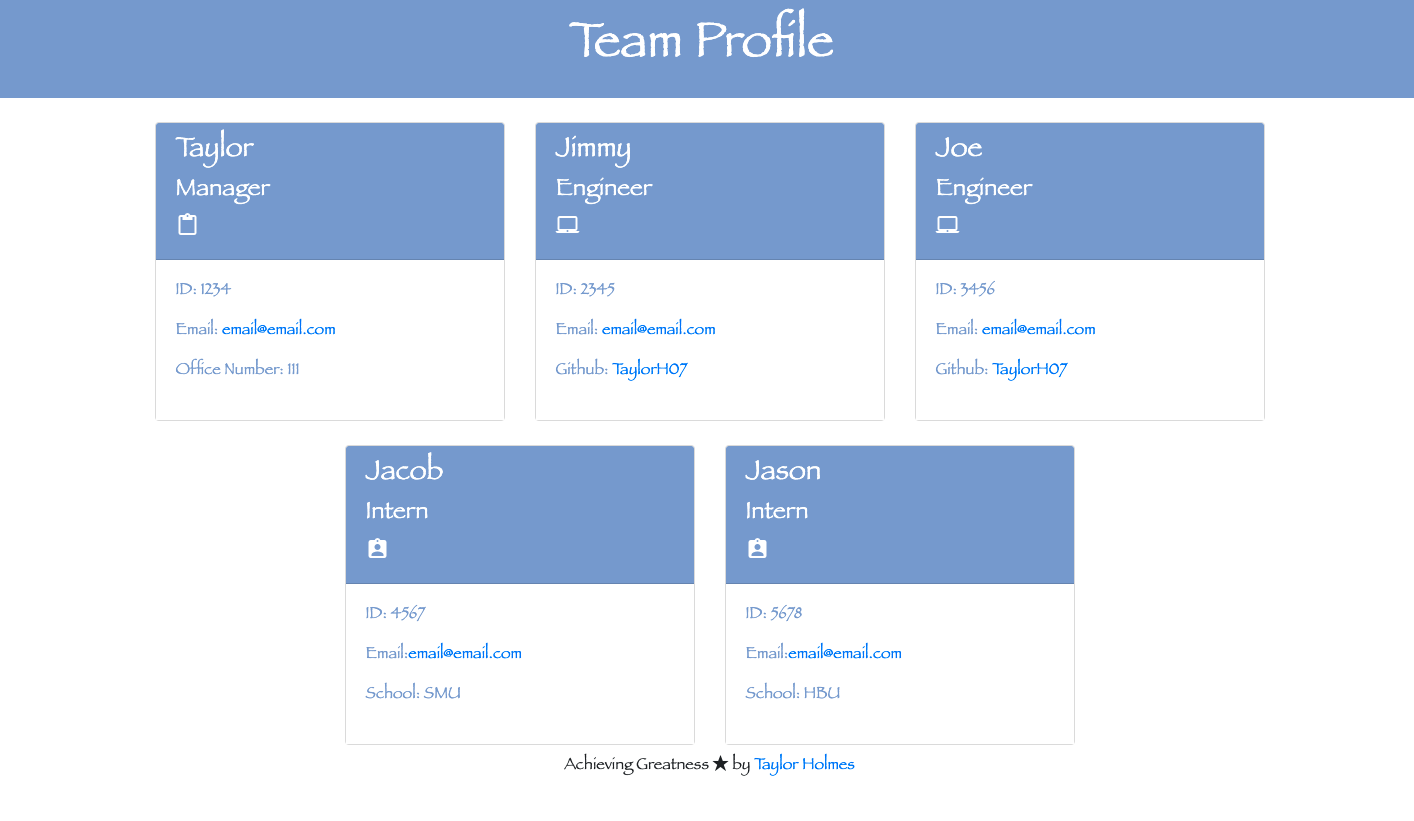 Team Profile
Taylor
Manager
ID: 1234
Email: email@email.com
Office Number: 111
Jimmy
Engineer
ID: 2345
Email: email@email.com
Github: TaylorH07
Joe
Engineer
ID: 3456
Email: email@email.com
Github: TaylorH07
Jacob
Intern
ID: 4567
Email:email@email.com
School: SMU
Jason
Intern
ID: 5678
Email:email@email.com
School: HBU
Achieving Greatness ★ by Taylor Holmes